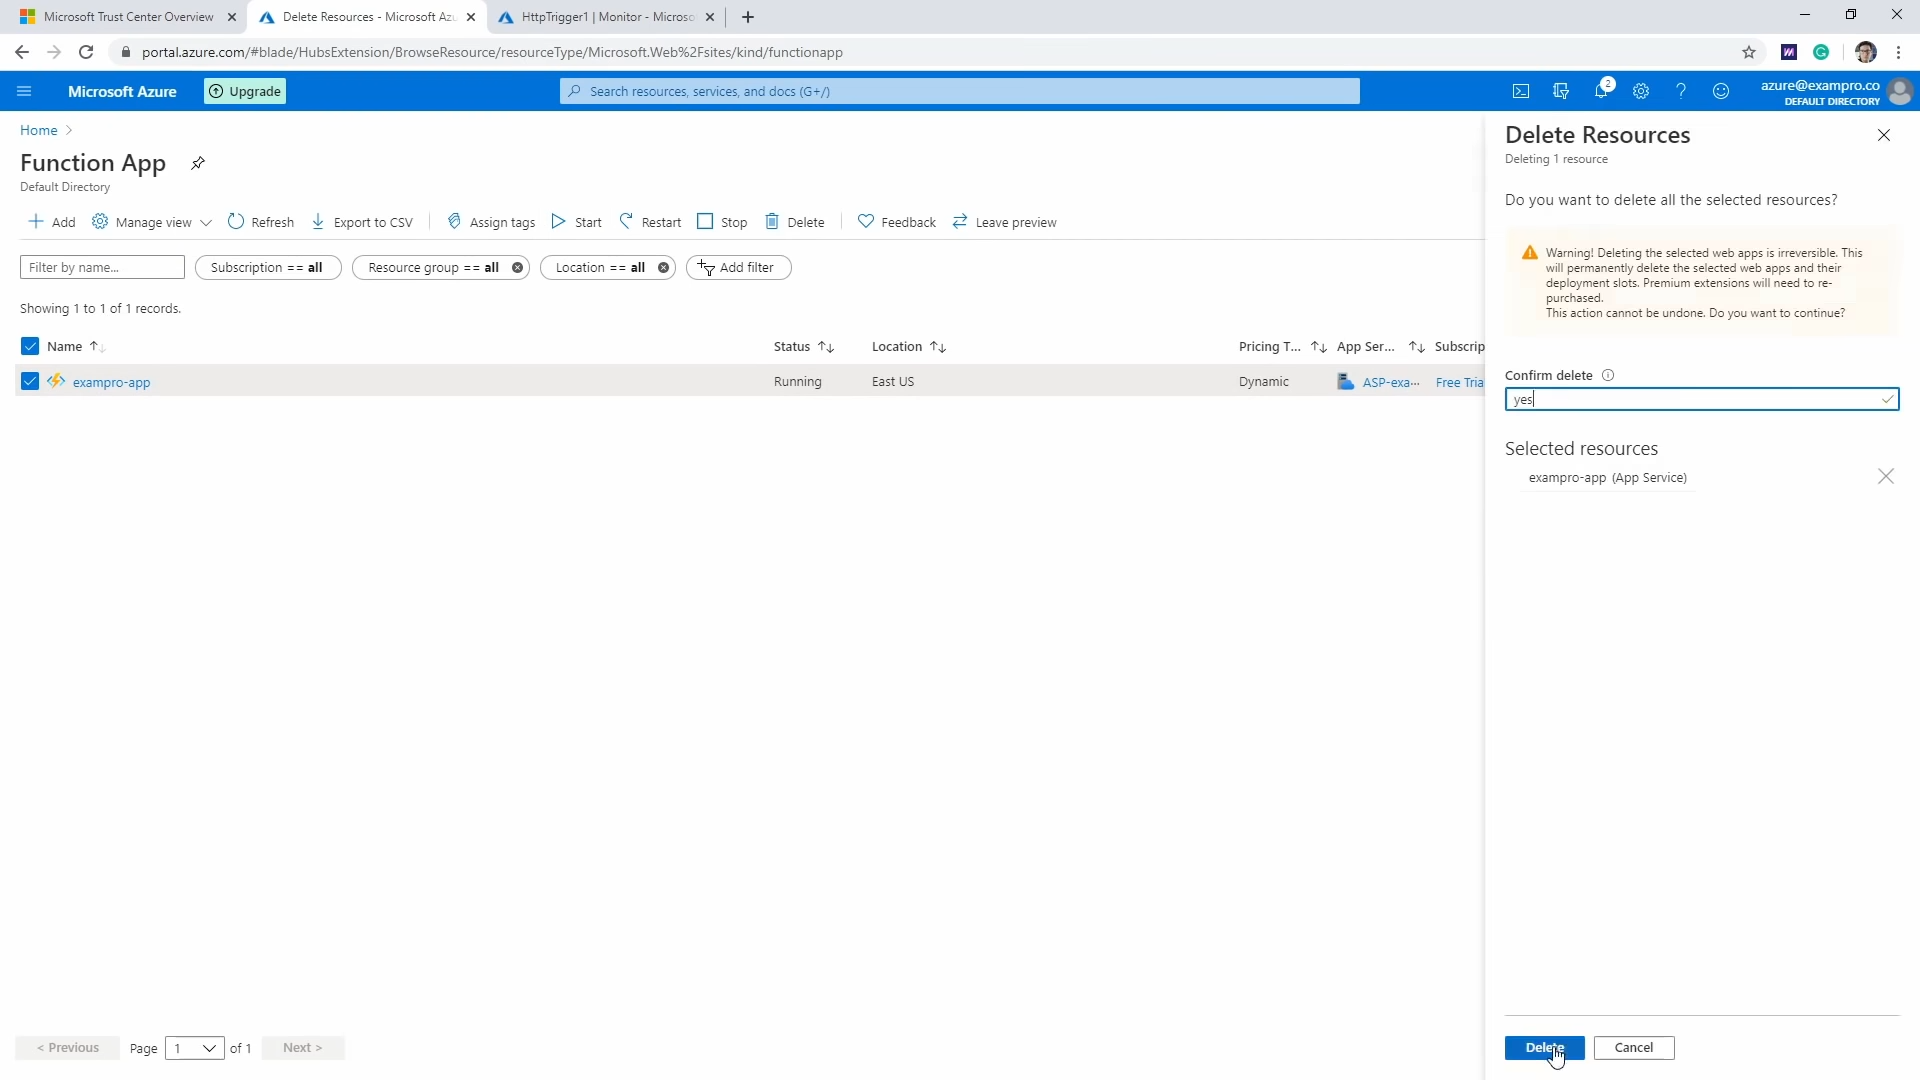 Microsoft Trust Center Overview
Delete Resources - Microsoft Azu
HttpTrigger1 | Monitor - Microso
portal.azure.com/#blade/HubsExtension/BrowseResource/resourceType/Microsoft.Web%2Fsites/kind/functionapp
Microsoft Azure
Upgrade
Search resources, services, and docs (G+/)
2
azure@exampro.co
DEFAULT DIRECTORY
Home
Function App
Default Directory
Add
Manage view
Refresh
Export to CSV
Assign tags
Start
Restart
Stop
Delete
Feedback
Leave preview
Filter by name...
Subscription == all
Resource group == all
Location == all
Add filter
Showing 1 to 1 of 1 records.
Name
Status
Location
Pricing T...
App Ser...
Subscrip
exampro-app
Running
East US
Dynamic
ASP-exa...
Free Tria
< Previous
Page
1
of 1
Next >
Delete Resources
Deleting 1 resource
Do you want to delete all the selected resources?
Warning! Deleting the selected web apps is irreversible. This
will permanently delete the selected web apps and their
deployment slots. Premium extensions will need to re-
purchased.
This action cannot be undone. Do you want to continue?
Confirm delete
yes
Selected resources
exampro-app (App Service)
Delete
Cancel